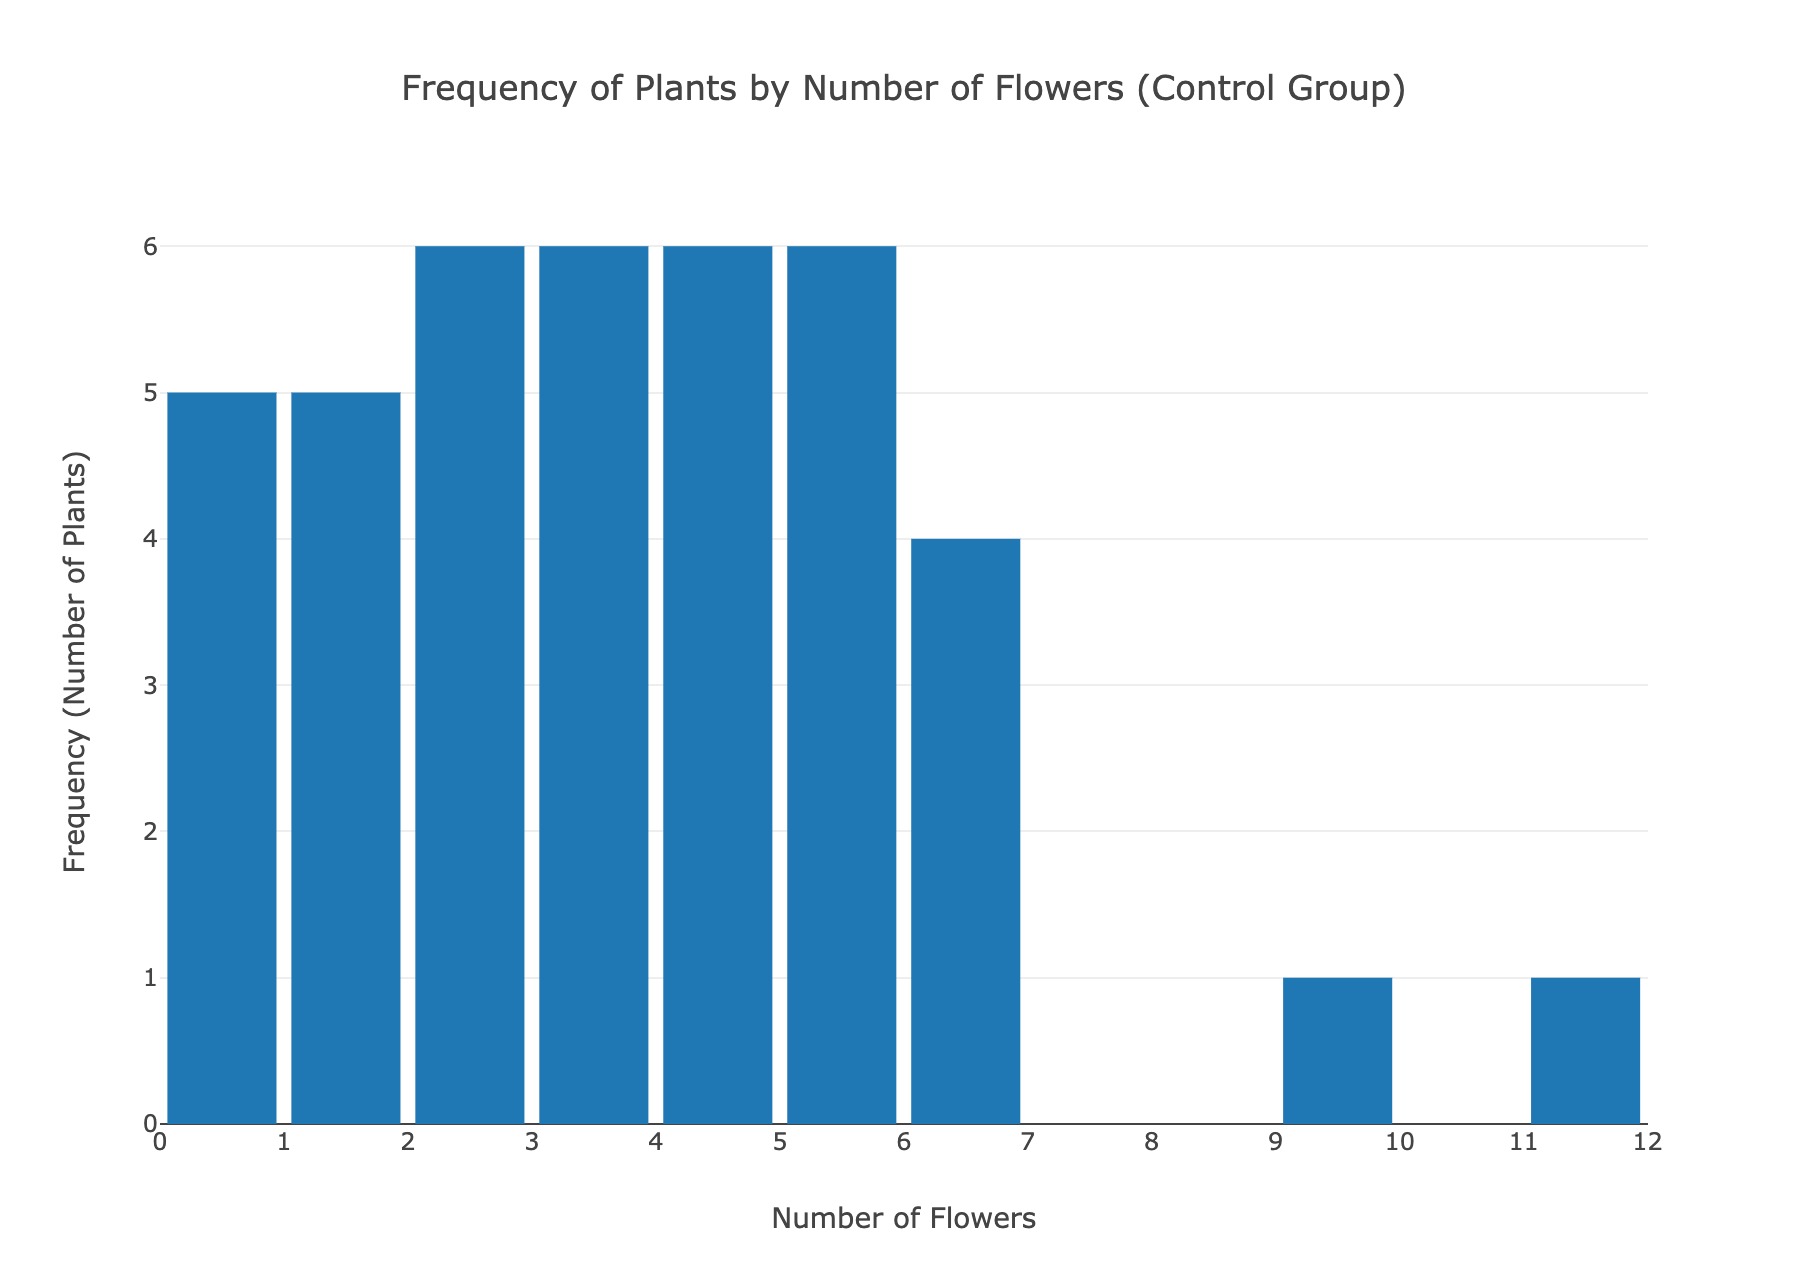 Frequency of Plants by Number of Flowers (Control Group)
6
5
4
3
2
1
0
Frequency (Number of Plants)
0 1 2 3 4 5 6 7 8 9 10 11 12
Number of Flowers